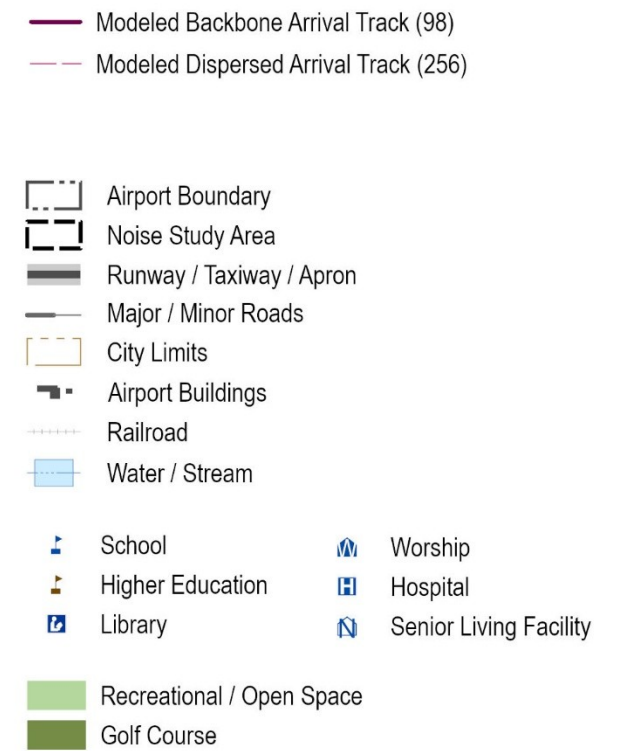 Modeled Backbone Arrival Track (98)
Modeled Dispersed Arrival Track (256)
Airport Boundary
Noise Study Area
Runway / Taxiway / Apron
Major / Minor Roads
City Limits
Airport Buildings
Railroad
Water / Stream
School
Higher Education
Library
Worship
H Hospital
N Senior Living Facility
Recreational / Open Space
Golf Course